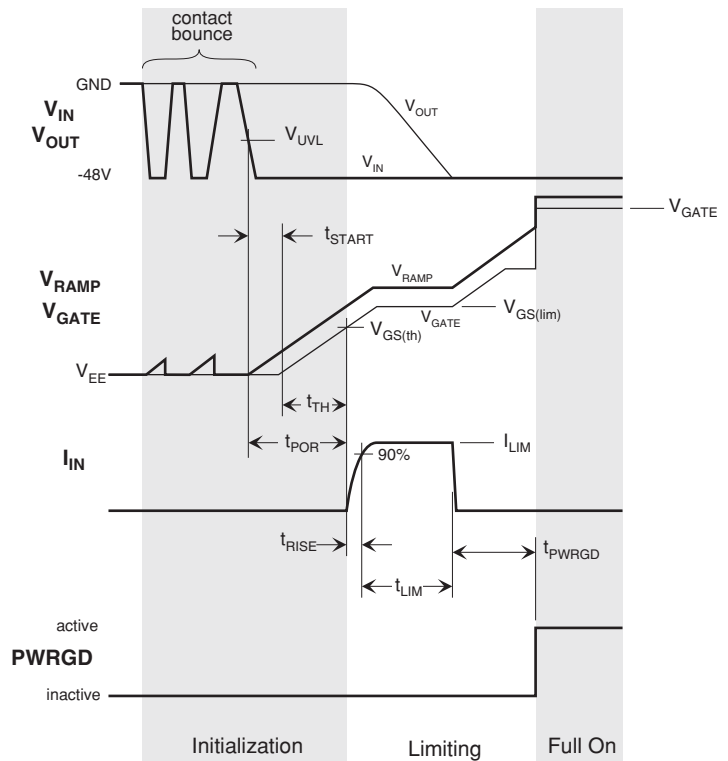 contact
bounce
GND
V_IN
V_OUT
V_UVL
V_OUT
-48V
V_IN
V_GATE
t_START
V_RAMP
V_GATE
V_RAMP
V_GATE
V_GS(lim)
V_GS(th)
V_EE
t_TH
t_POR
I_IN
I_LIM
90%
t_RISE
t_PWRGD
t_LIM
active
PWRGD
inactive
Initialization
Limiting
Full On